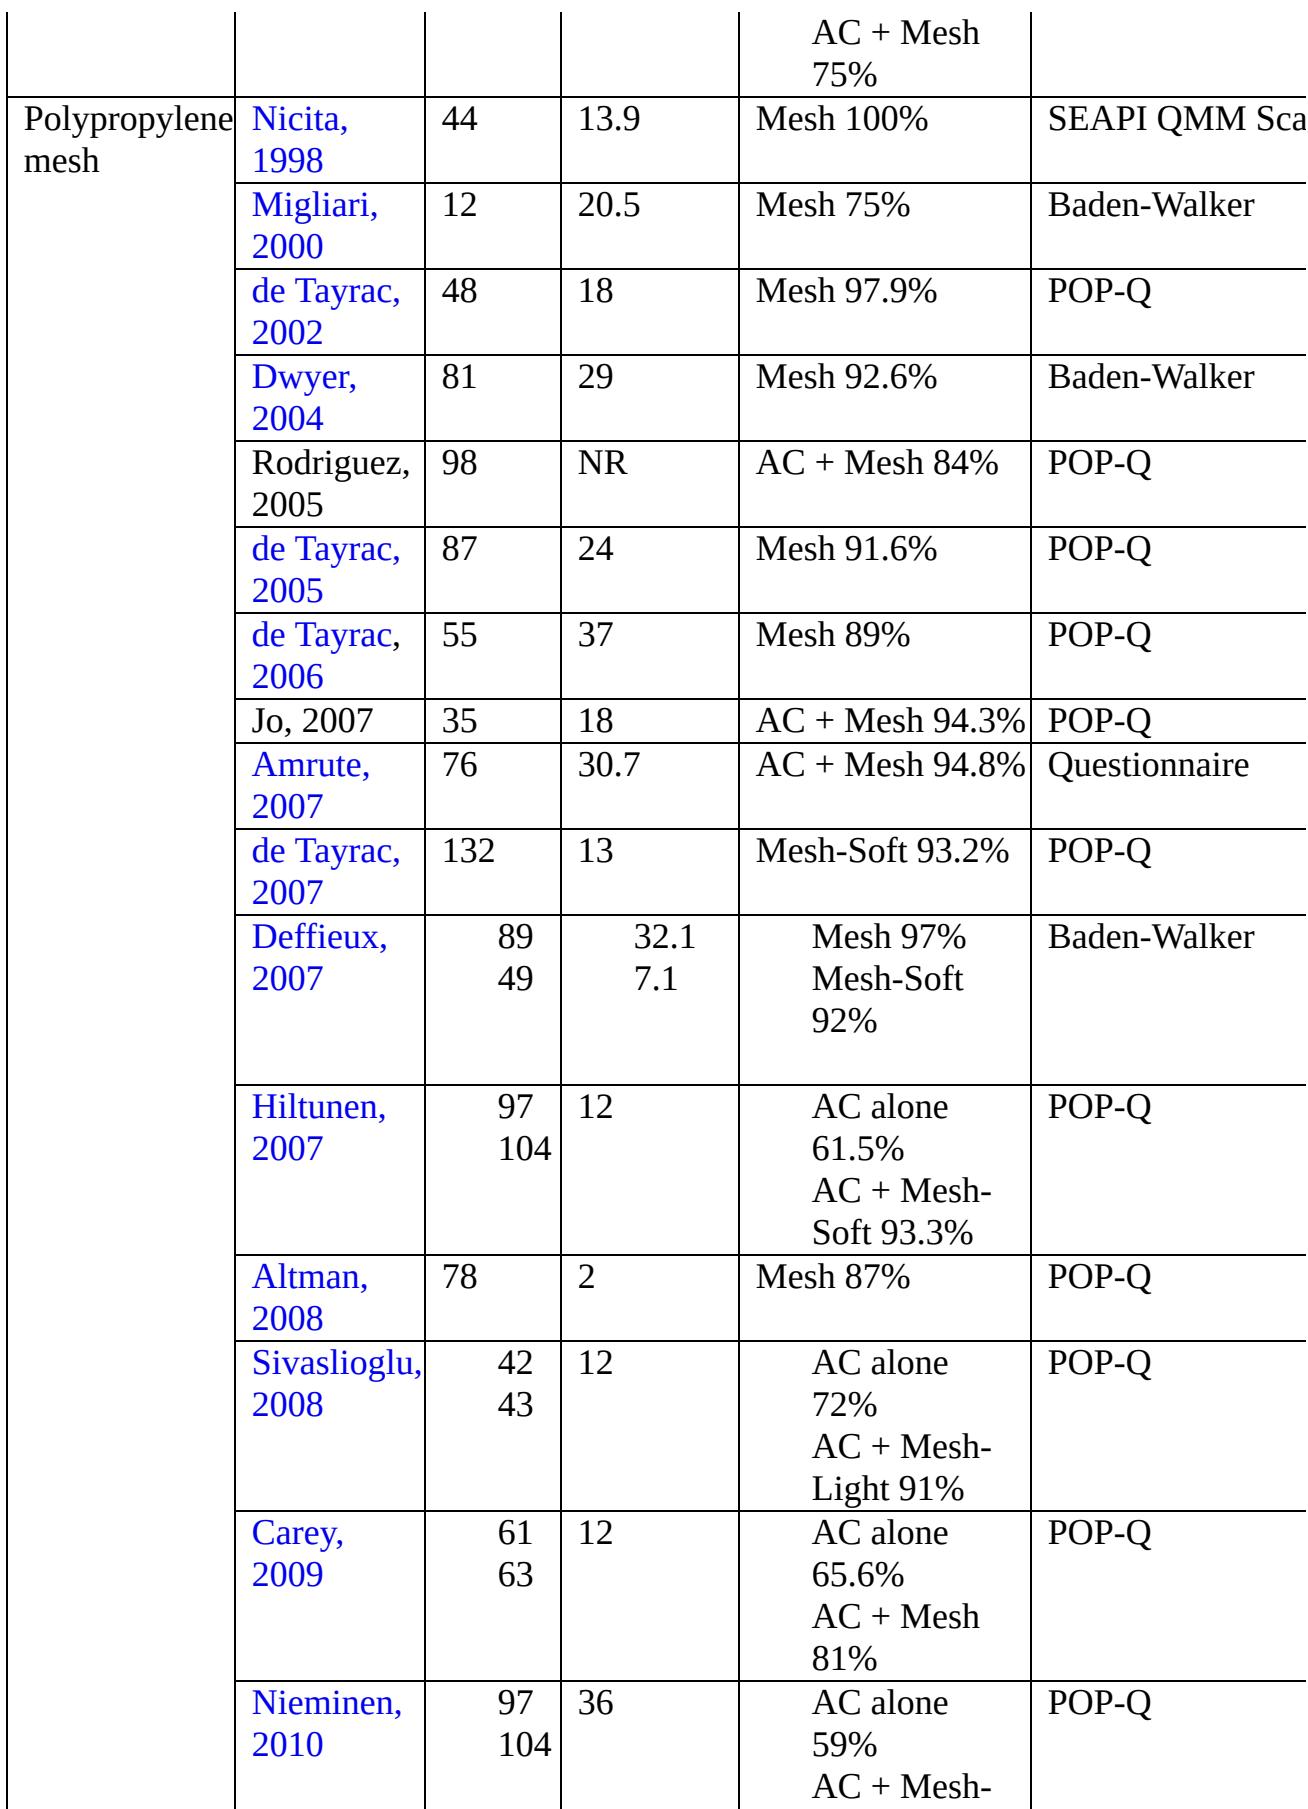 AC + Mesh
75%
Polypropylene
mesh
Nicita,
1998
44
13.9
Mesh 100%
SEAPI QMM Sca
Migliari,
2000
12
20.5
Mesh 75%
Baden-Walker
de Tayrac,
2002
48
18
Mesh 97.9%
POP-Q
Dwyer,
2004
81
29
Mesh 92.6%
Baden-Walker
Rodriguez,
2005
98
NR
AC + Mesh 84%
POP-Q
de Tayrac,
2005
87
24
Mesh 91.6%
POP-Q
de Tayrac,
2006
55
37
Mesh 89%
POP-Q
Jo, 2007
35
18
AC + Mesh 94.3%
POP-Q
Amrute,
2007
76
30.7
AC + Mesh 94.8%
Questionnaire
de Tayrac,
2007
132
13
Mesh-Soft 93.2%
POP-Q
Deffieux,
2007
89
49
32.1
7.1
Mesh 97%
Mesh-Soft
92%
Baden-Walker
Hiltunen,
2007
97
104
12
AC alone
61.5%
AC + Mesh-
Soft 93.3%
POP-Q
Altman,
2008
78
2
Mesh 87%
POP-Q
Sivaslioglu,
2008
42
43
12
AC alone
72%
AC + Mesh-
Light 91%
POP-Q
Carey,
2009
61
63
12
AC alone
65.6%
AC + Mesh
81%
POP-Q
Nieminen,
2010
97
104
36
AC alone
59%
AC + Mesh-
POP-Q